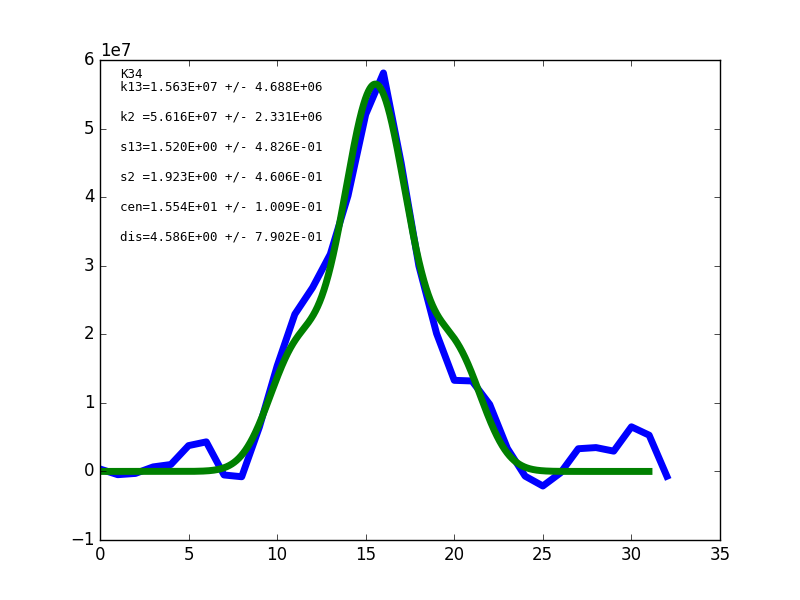 1e7
K34
k13=1.563E+07 +/- 4.688E+06
k2 =5.616E+07 +/- 2.331E+06
s13=1.520E+00 +/- 4.826E-01
s2 =1.923E+00 +/- 4.606E-01
cen=1.554E+01 +/- 1.009E-01
dis=4.586E+00 +/- 7.902E-01
6
5
4
3
2
1
0
−1
0 5 10 15 20 25 30 35